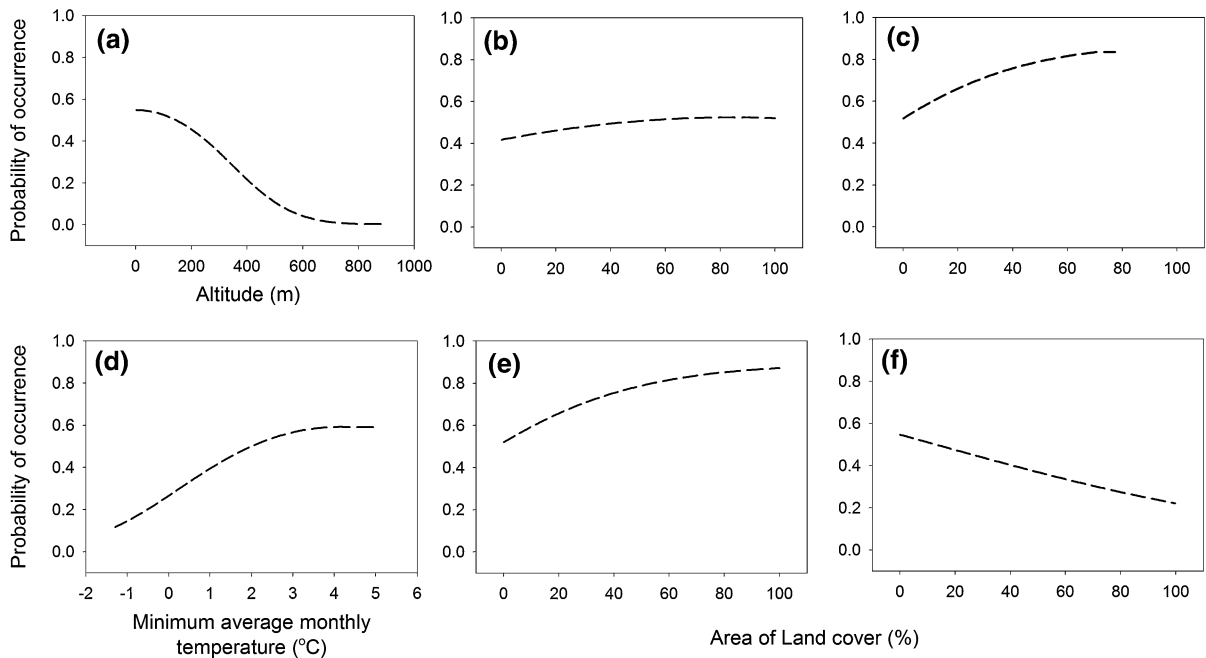 Probability of occurrence
1.0
0.8
0.6
0.4
0.2
0.0
(a)
0 200 400 600 800 1000
Altitude (m)
1.0
0.8
0.6
0.4
0.2
0.0
(b)
0 20 40 60 80 100
1.0
0.8
0.6
0.4
0.2
0.0
(c)
0 20 40 60 80 100
Probability of occurrence
1.0
0.8
0.6
0.4
0.2
0.0
(d)
-2 -1 0 1 2 3 4 5 6
Minimum average monthly
temperature (°C)
1.0
0.8
0.6
0.4
0.2
0.0
(e)
0 20 40 60 80 100
1.0
0.8
0.6
0.4
0.2
0.0
(f)
0 20 40 60 80 100
Area of Land cover (%)